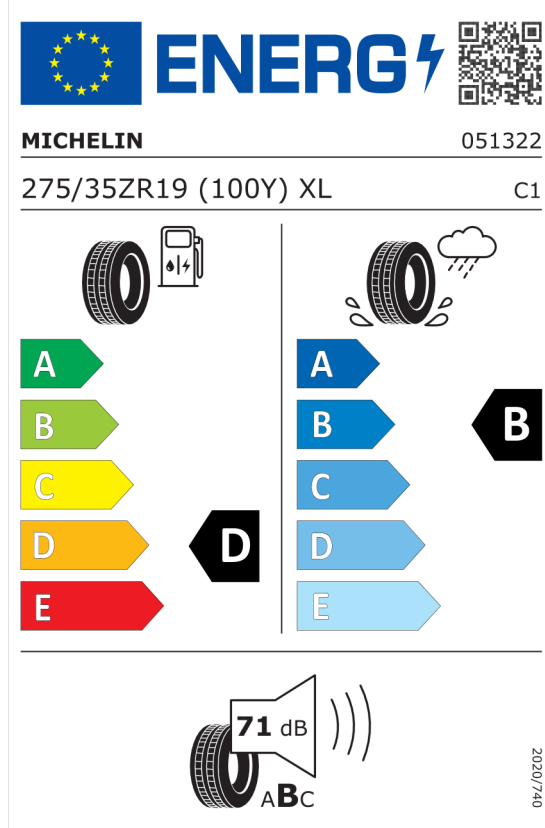 ENERG
MICHELIN 051322
275/35ZR19 (100Y) XL C1
A A
B B B
C C
D D D
E E
71 dB
ABC
2020/740